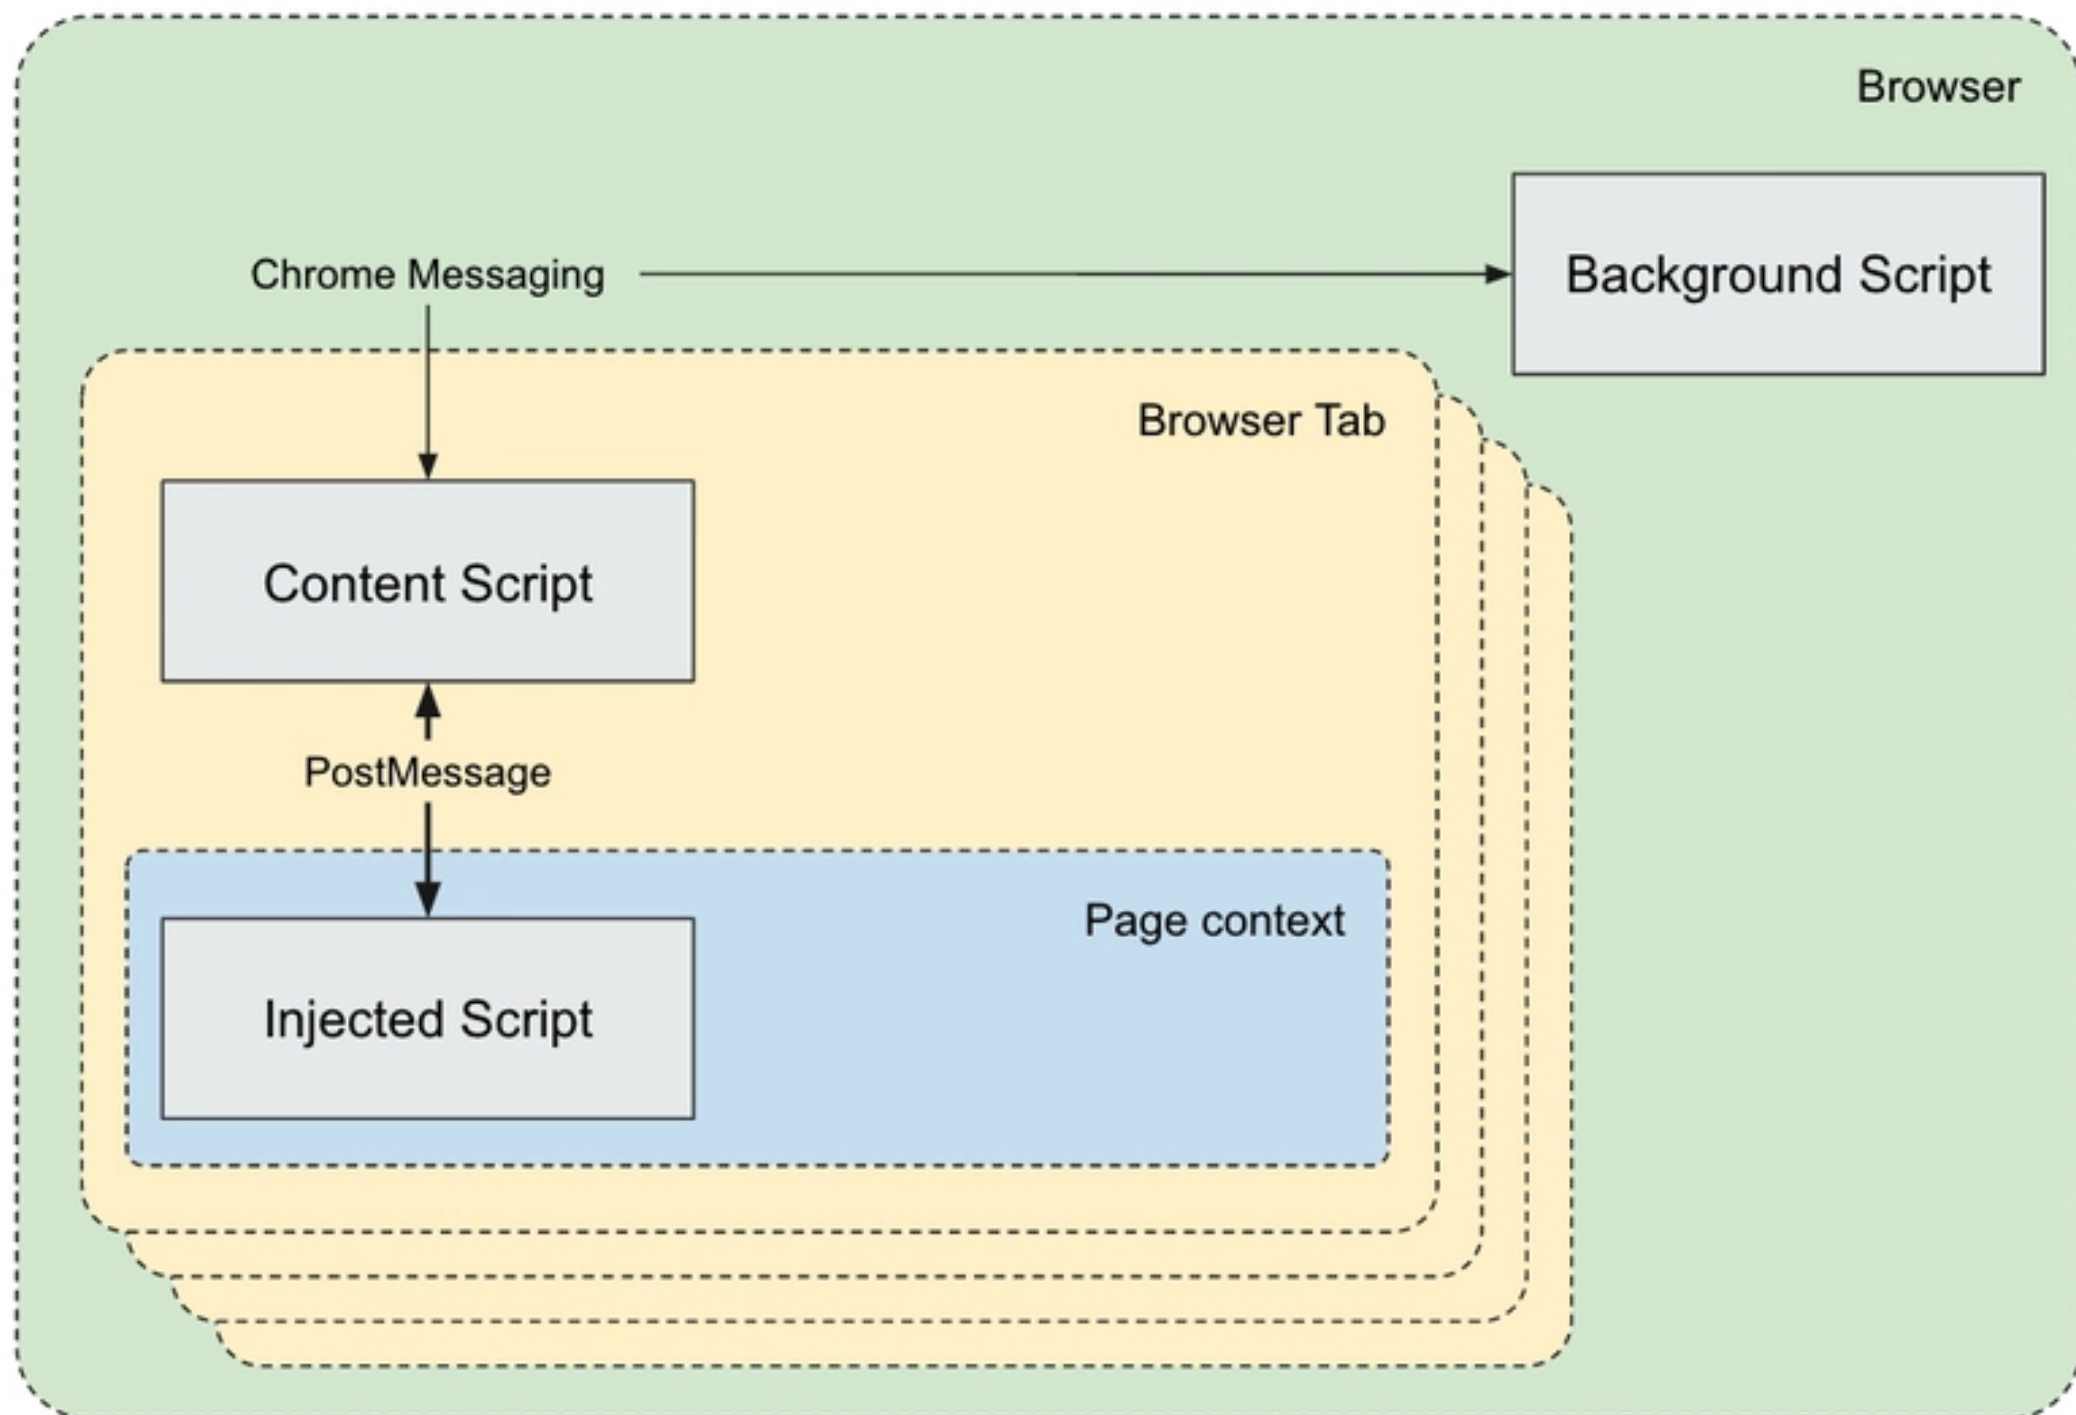 Browser
Background Script
Chrome Messaging
Browser Tab
Content Script
PostMessage
Page context
Injected Script